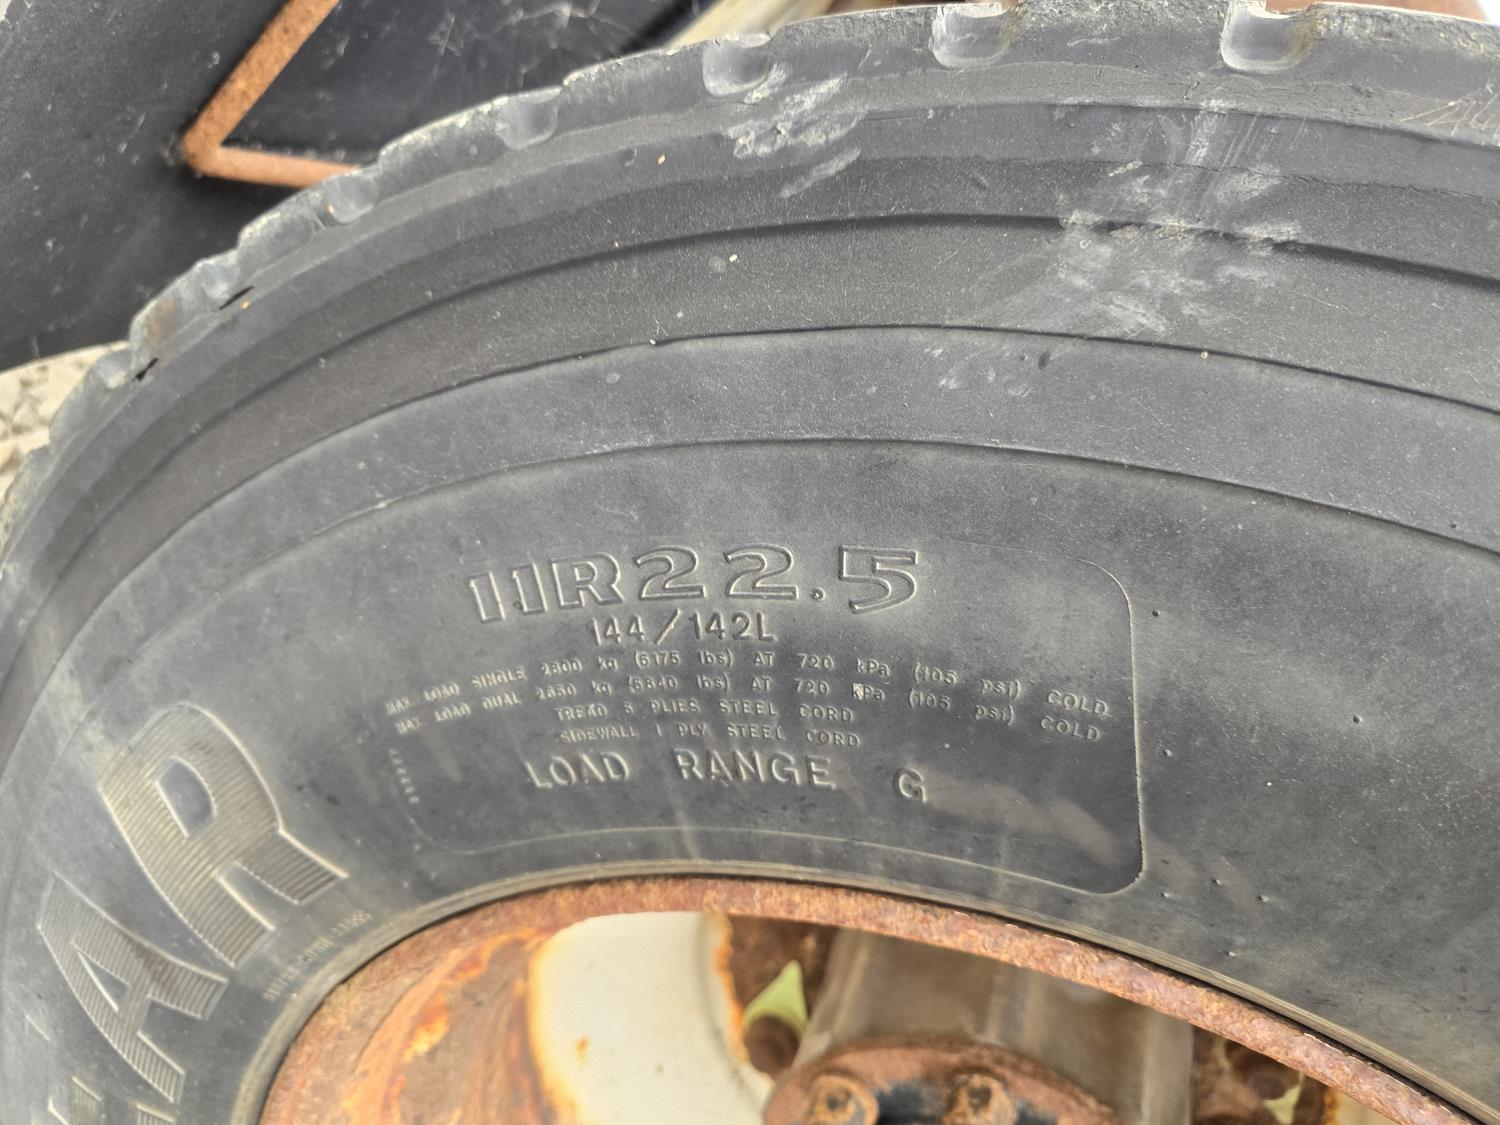 11R22.5
144/142L
MAX. LOAD SINGLE 2800 kg (6175 lbs) AT 720 kPa (105 psi) COLD
MAX. LOAD DUAL 2650 kg (5840 lbs) AT 720 kPa (105 psi) COLD
TREAD 5 PLIES STEEL CORD
SIDEWALL 1 PLY STEEL CORD
LOAD RANGE G
EAR